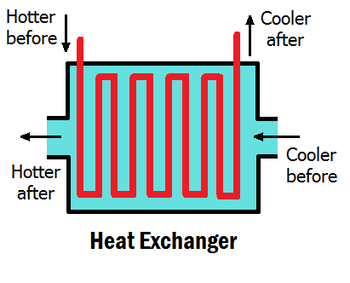 Hotter
before
Cooler
after
Hotter
after
Cooler
before
Heat Exchanger